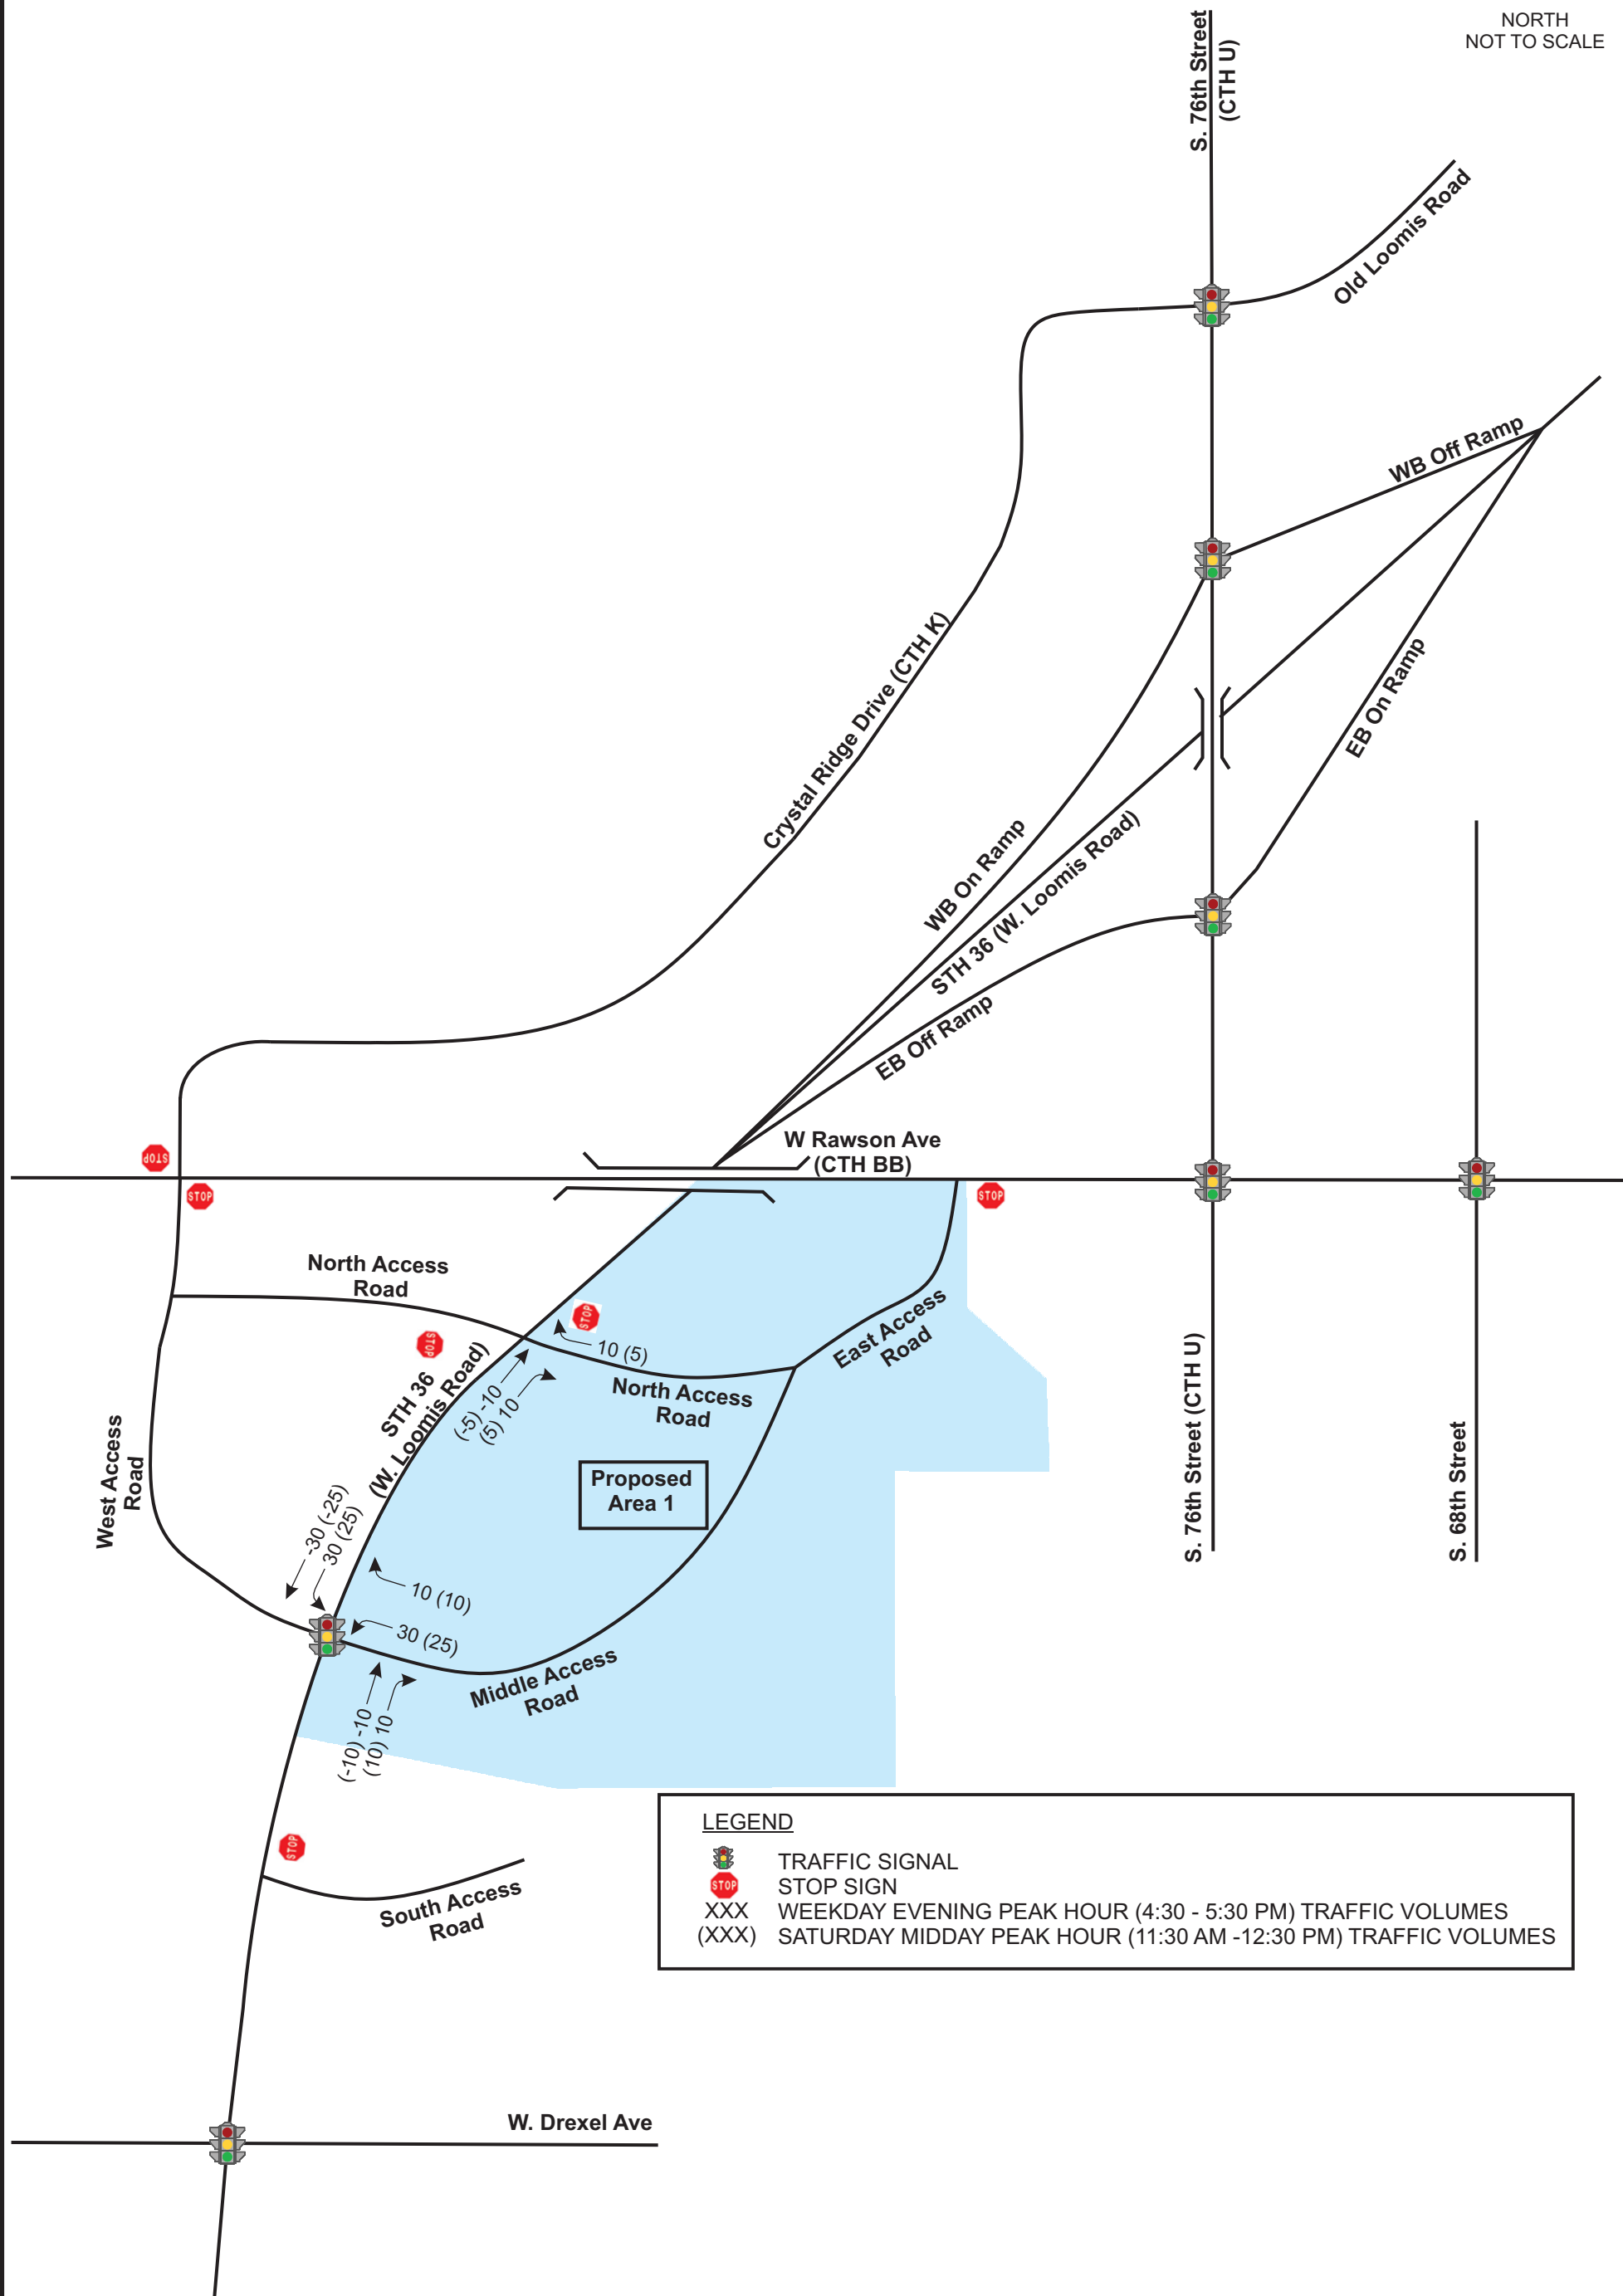 NORTH
NOT TO SCALE
S. 76th Street
(CTH U)
Old Loomis Road
WB Off Ramp
EB On Ramp
Crystal Ridge Drive (CTH K)
WB On Ramp
STH 36 (W. Loomis Road)
EB Off Ramp
W Rawson Ave
(CTH BB)
STOP
STOP
STOP
North Access
Road
STOP
STOP
10 (5)
East Access
Road
STH 36
(W. Loomis Road)
(-5) -10
(5) 10
North Access
Road
S. 76th Street (CTH U)
S. 68th Street
West Access
Road
Proposed
Area 1
-30 (-25)
30 (25)
10 (10)
30 (25)
Middle Access
Road
(-10) -10
(10) 10
STOP
South Access
Road
LEGEND
TRAFFIC SIGNAL
STOP
STOP SIGN
XXX
WEEKDAY EVENING PEAK HOUR (4:30 - 5:30 PM) TRAFFIC VOLUMES
(XXX)
SATURDAY MIDDAY PEAK HOUR (11:30 AM -12:30 PM) TRAFFIC VOLUMES
W. Drexel Ave